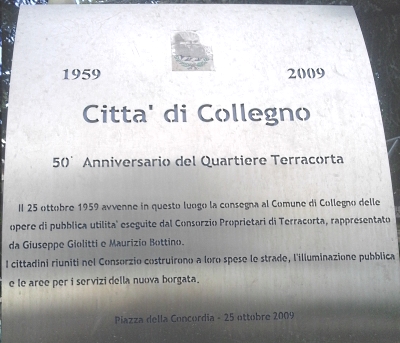 1959 2009
Citta' di Collegno
50° Anniversario del Quartiere Terracorta
Il 25 ottobre 1959 avvenne in questo luogo la consegna al Comune di Collegno delle
opere di pubblica utilita' eseguite dal Consorzio Proprietari di Terracorta, rappresentato
da Giuseppe Giolitti e Maurizio Bottino.
I cittadini riuniti nel Consorzio costruirono a loro spese le strade, l'illuminazione pubblica
e le aree per i servizi della nuova borgata.
Piazza della Concordia - 25 ottobre 2009